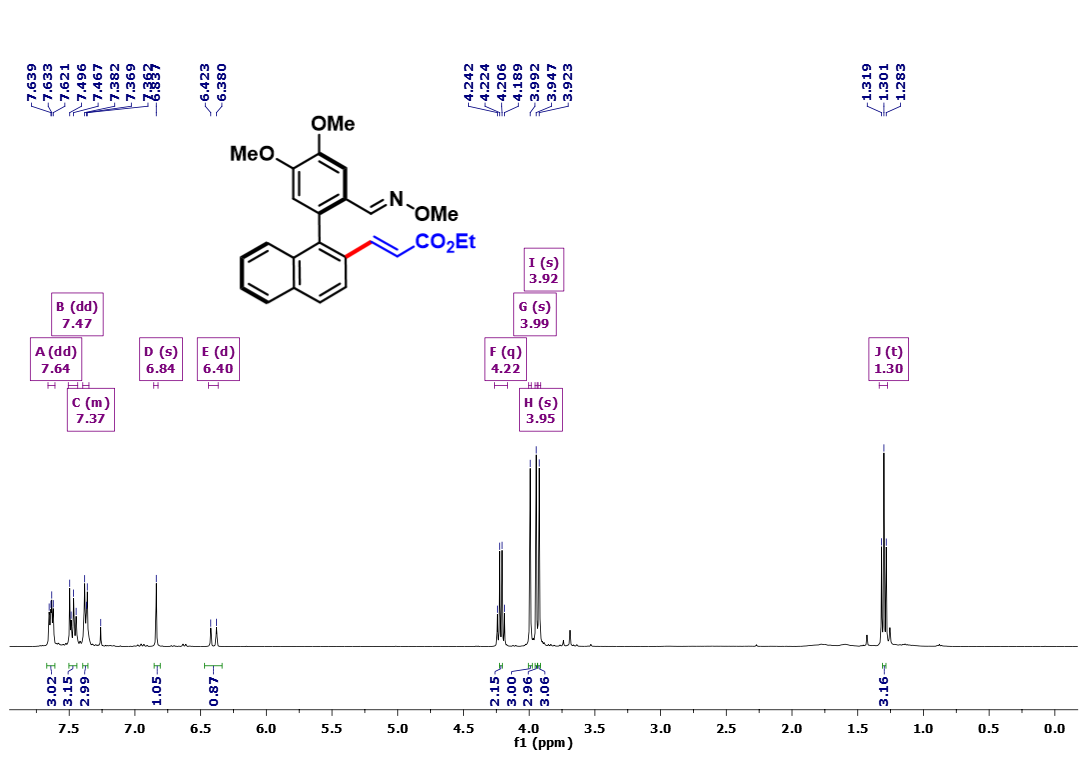 7.639
7.633
7.621
7.496
7.467
7.382
7.369
7.362
6.837
6.423
6.380
4.242
4.224
4.206
4.189
3.992
3.947
3.923
1.319
1.301
1.283
OMe
MeO
N
OMe
CO2Et
I (s)
3.92
B (dd)
7.47
G (s)
3.99
A (dd)
7.64
D (s)
6.84
E (d)
6.40
F (q)
4.22
J (t)
1.30
C (m)
7.37
H (s)
3.95
3.02
3.15
2.99
1.05
0.87
2.15
3.00
2.96
3.06
3.16
7.5 7.0 6.5 6.0 5.5 5.0 4.5 4.0 3.5 3.0 2.5 2.0 1.5 1.0 0.5 0.0
f1 (ppm)